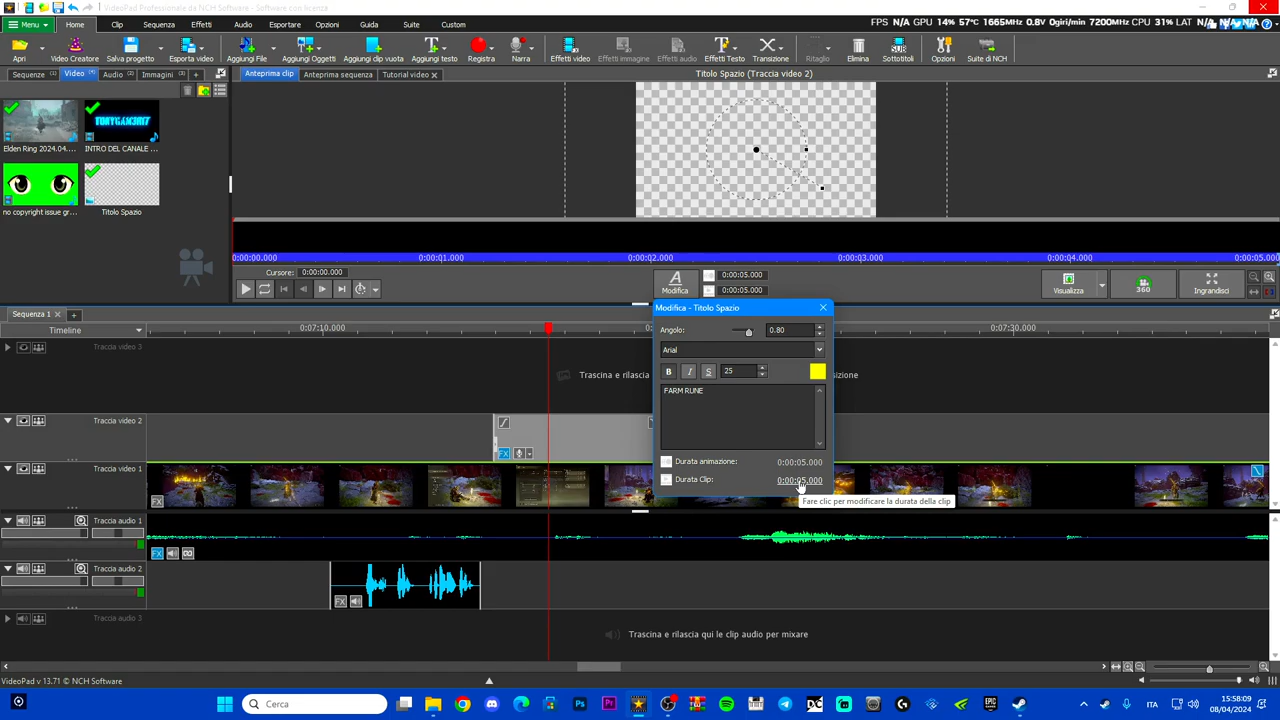 VideoPad Professionale da NCH Software - Software con licenza
Menu Home Clip Sequenza Effetti Audio Esportare Opzioni Guida Suite Custom
FPS N/A GPU 14% 57°C 1665MHz 0.8V 0giri/min 7200MHz CPU 31% LAT N/A
Apri Video Creatore Salva progetto Esporta video Aggiungi File Aggiungi Oggetti Aggiungi clip vuota Aggiungi testo Registra Narra Effetti video Effetti immagine Effetti audio Effetti Testo Transizione Ritaglio Elimina Sottotitoli Opzioni Suite di NCH
Sequenze Video Audio Immagini +
Anteprima clip Anteprima sequenza Tutorial video
Titolo Spazio (Traccia video 2)
TONYGAM3RIT
Elden Ring 2024.04.... INTRO DEL CANALE ...
no copyright issue gr... Titolo Spazio
0:00:00.000 0:00:01.000 0:00:02.000 0:00:03.000 0:00:04.000 0:00:05.000
Cursore: 0:00:00.000
Modifica
0:00:05.000
0:00:05.000
Visualizza
360
Ingrandisci
Sequenza 1 +
Timeline
0:07:10.000
0:07:30.000
Modifica - Titolo Spazio
Angolo: 0.80
Arial
B I S 25
FARM RUNE
Durata animazione: 0:00:05.000
Durata Clip: 0:00:05.000
Fare clic per modificare la durata della clip
Traccia video 3
Trascina e rilascia
Traccia video 2
FX
Traccia video 1
FX
Traccia audio 1
FX
Traccia audio 2
FX
Traccia audio 3
Trascina e rilascia qui le clip audio per mixare
VideoPad v 13.71 © NCH Software
Cerca
ITA
15:58:09
08/04/2024